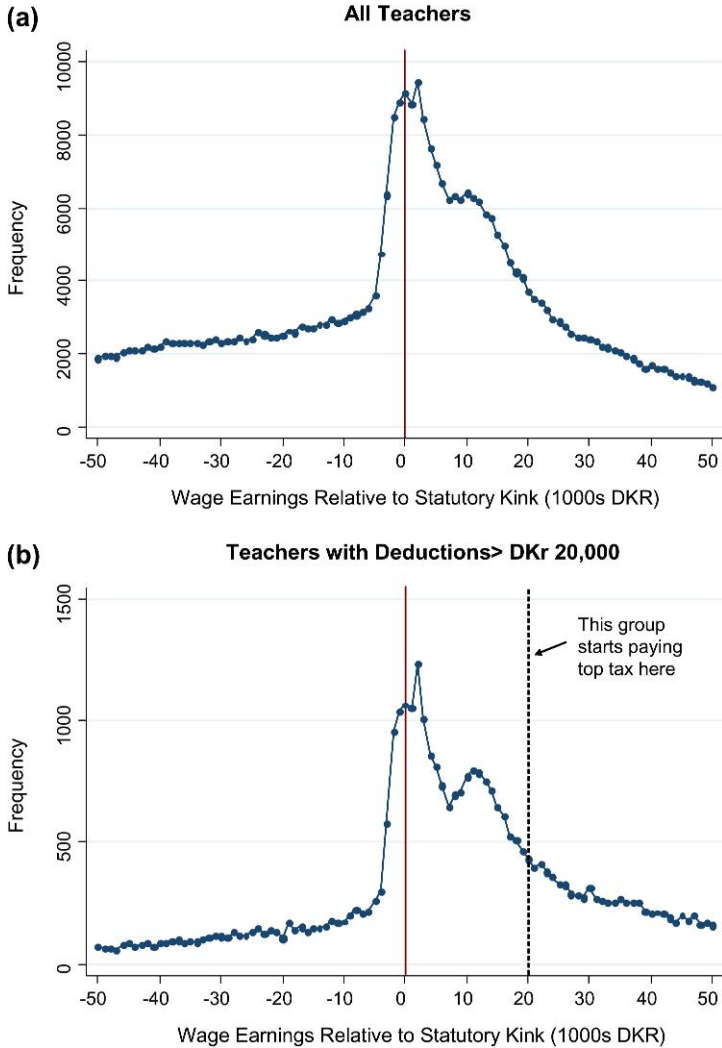 (a)
All Teachers
10000
8000
6000
4000
2000
0
Frequency
-50 -40 -30 -20 -10 0 10 20 30 40 50
Wage Earnings Relative to Statutory Kink (1000s DKR)
(b)
Teachers with Deductions> DKr 20,000
1500
1000
500
0
Frequency
This group
starts paying
top tax here
-50 -40 -30 -20 -10 0 10 20 30 40 50
Wage Earnings Relative to Statutory Kink (1000s DKR)